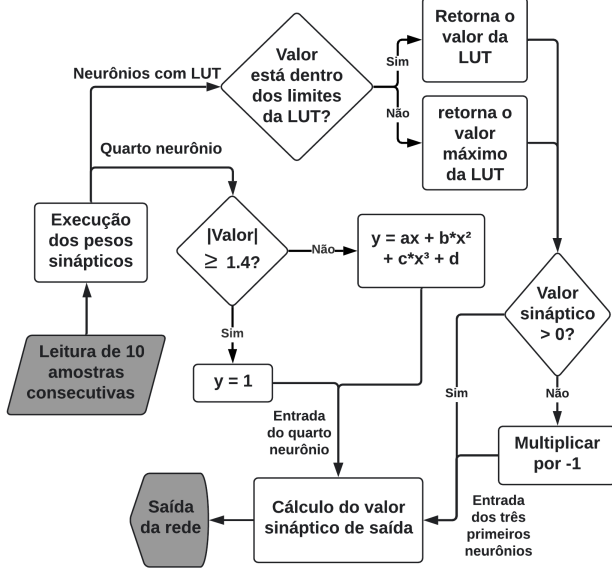 Neurônios com LUT
Valor
está dentro
dos limites
da LUT?
Sim
Retorna o
valor da
LUT
Não
retorna o
valor
máximo
da LUT
Quarto neurônio
Execução
dos pesos
sinápticos
|Valor|
≥ 1.4?
Não
y = ax + b*x²
+ c*x³ + d
Valor
sináptico
> 0?
Leitura de 10
amostras
consecutivas
Sim
y = 1
Sim
Não
Entrada
do quarto
neurônio
Multiplicar
por -1
Saída
da rede
Cálculo do valor
sináptico de saída
Entrada
dos três
primeiros
neurônios